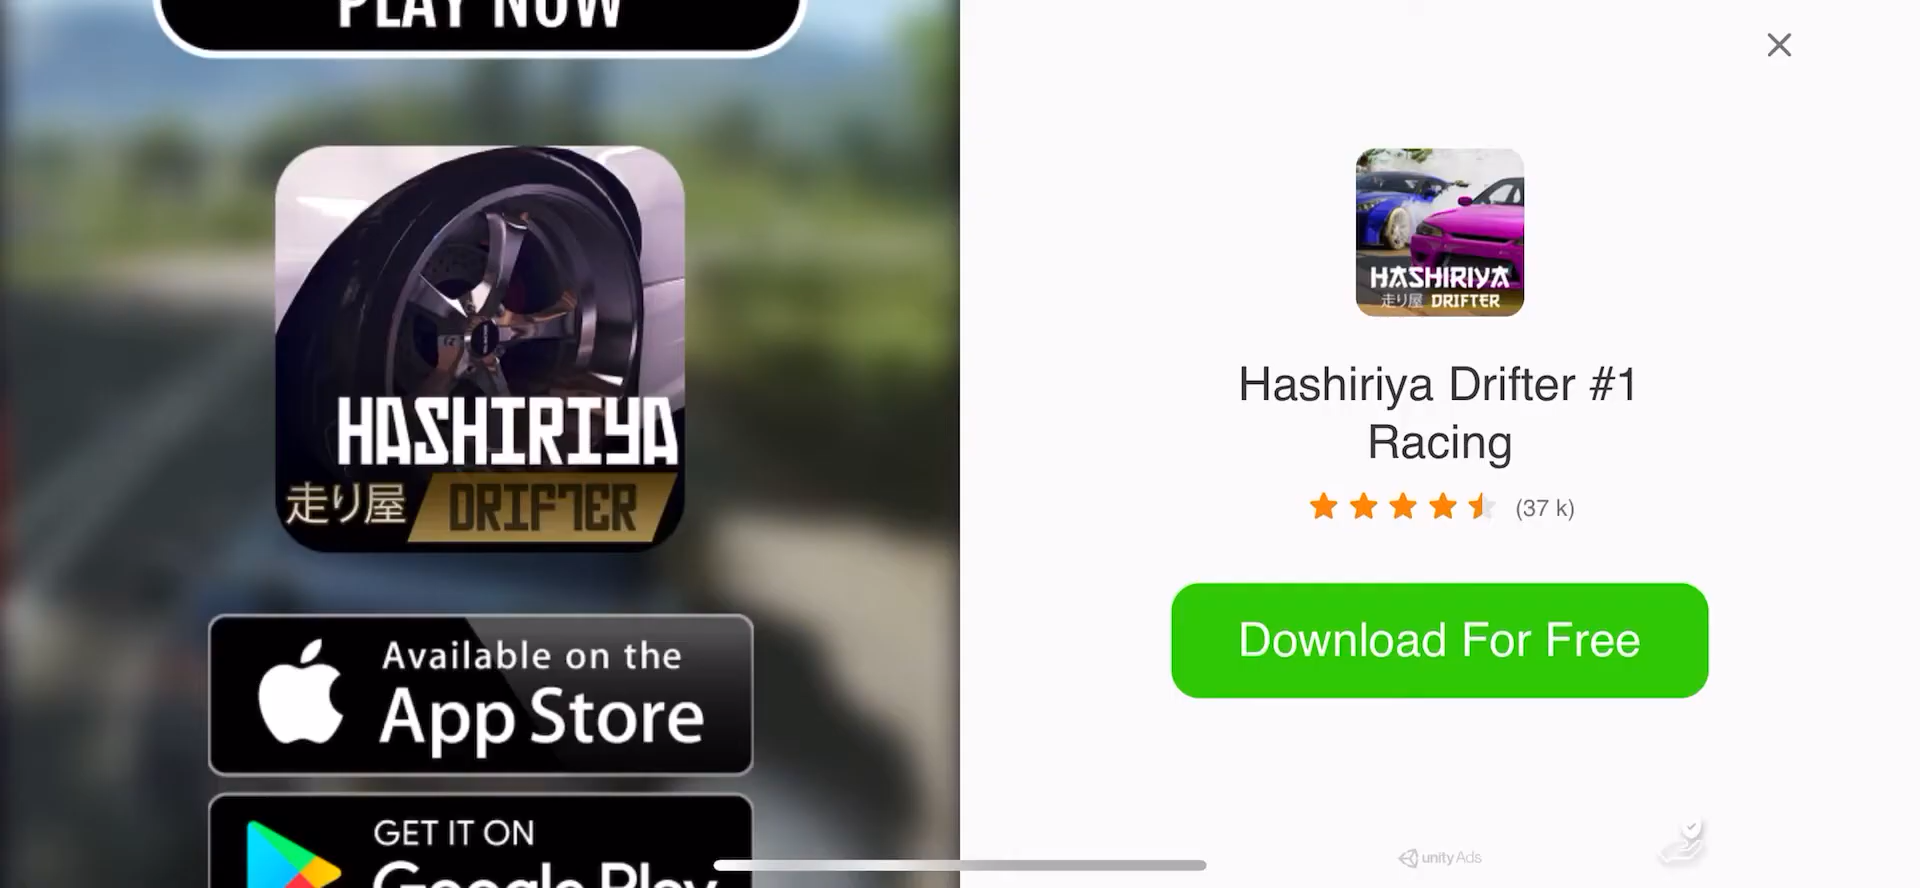 PLAY NOW
HASHIRIYA
走り屋 DRIFTER
Available on the
App Store
GET IT ON
Google Play
HASHIRIYA
走り屋 DRIFTER
Hashiriya Drifter #1
Racing
(37 k)
Download For Free
unity Ads